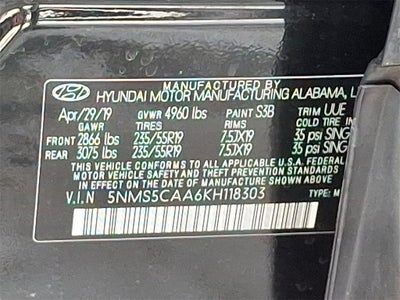 MANUFACTURED BY
HYUNDAI MOTOR MANUFACTURING ALABAMA, L
Apr/29/19 GVWR 4960 lbs PAINT S3B TRIM UUE
GAWR TIRES RIMS COLD TIRE IN
FRONT 2866 lbs 235/55R19 7.5JX19 35 psi SING
REAR 3075 lbs 235/55R19 7.5JX19 35 psi SING
THIS VEHICLE CONFORMS TO ALL APPLICABLE U.S. FEDERAL
MOTOR VEHICLE SAFETY AND THEFT PREVENTION STANDARDS
IN EFFECT ON THE DATE OF MANUFACTURE SHOWN ABOVE.
V.I.N 5NMS5CAA6KH118303 TYPE: M